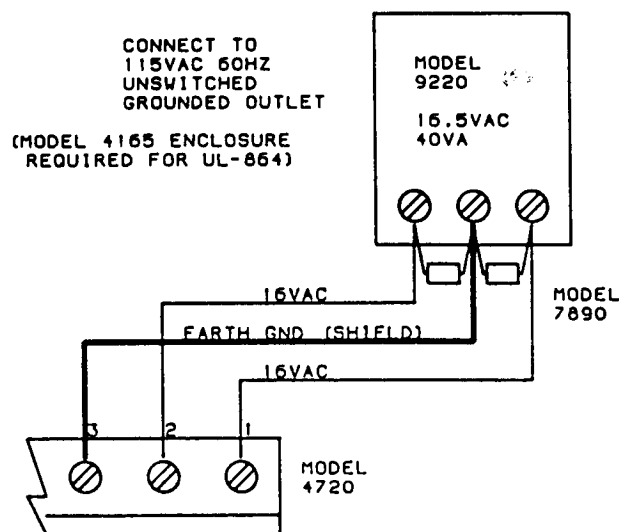 CONNECT TO
115VAC 60HZ
UNSWITCHED
GROUNDED OUTLET
(MODEL 4165 ENCLOSURE
REQUIRED FOR UL-864)
MODEL
9220
16.5VAC
40VA
16VAC
MODEL
7890
EARTH GND (SHIELD)
16VAC
3 2 1
MODEL
4720